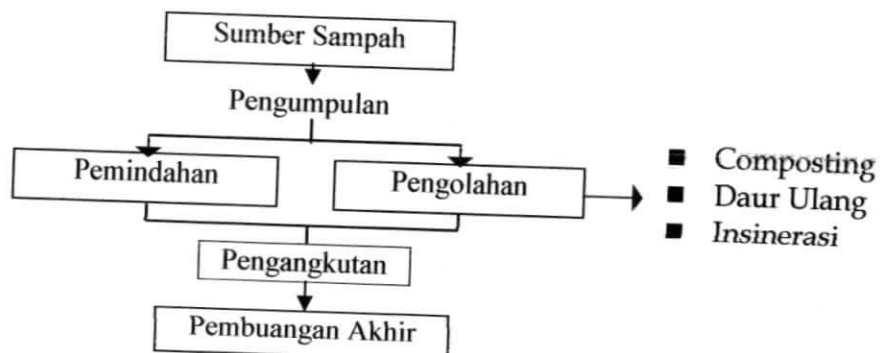 Sumber Sampah
Pengumpulan
Pemindahan
Pengolahan
Composting
Daur Ulang
Insinerasi
Pengangkutan
Pembuangan Akhir